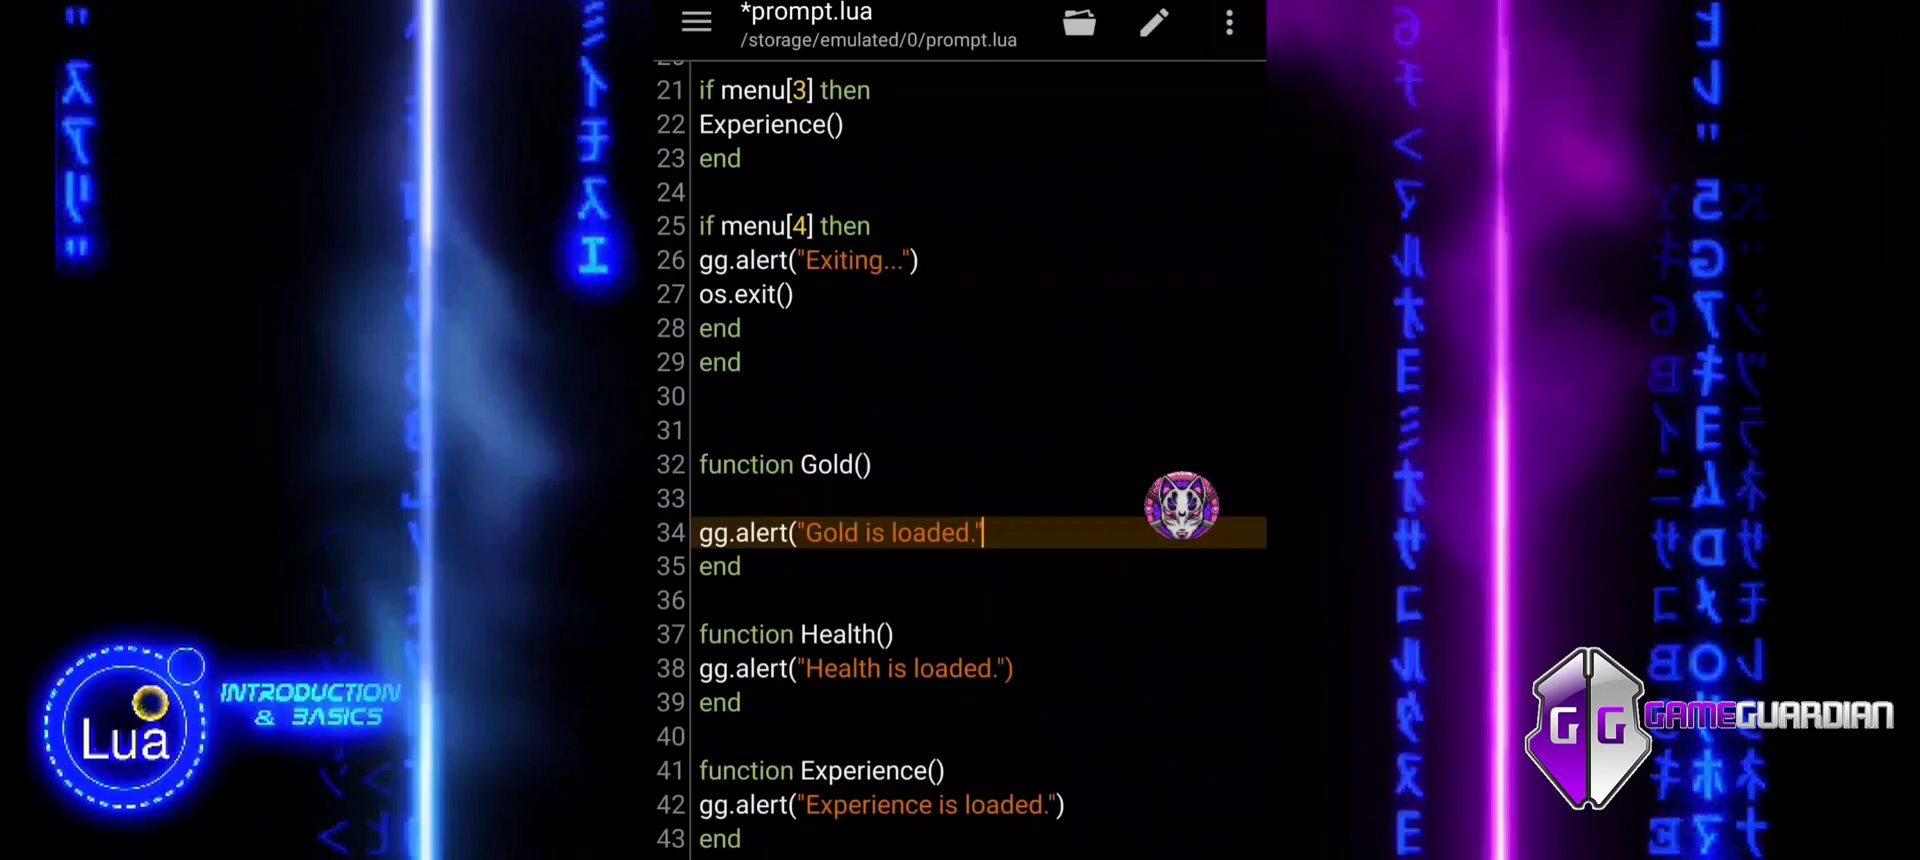 *prompt.lua
/storage/emulated/0/prompt.lua
21 if menu[3] then
22 Experience()
23 end
24
25 if menu[4] then
26 gg.alert("Exiting...")
27 os.exit()
28 end
29 end
30
31
32 function Gold()
33
34 gg.alert("Gold is loaded."
35 end
36
37 function Health()
38 gg.alert("Health is loaded.")
39 end
40
41 function Experience()
42 gg.alert("Experience is loaded.")
43 end
Lua
INTRODUCTION
& BASICS
GG
GAMEGUARDIAN